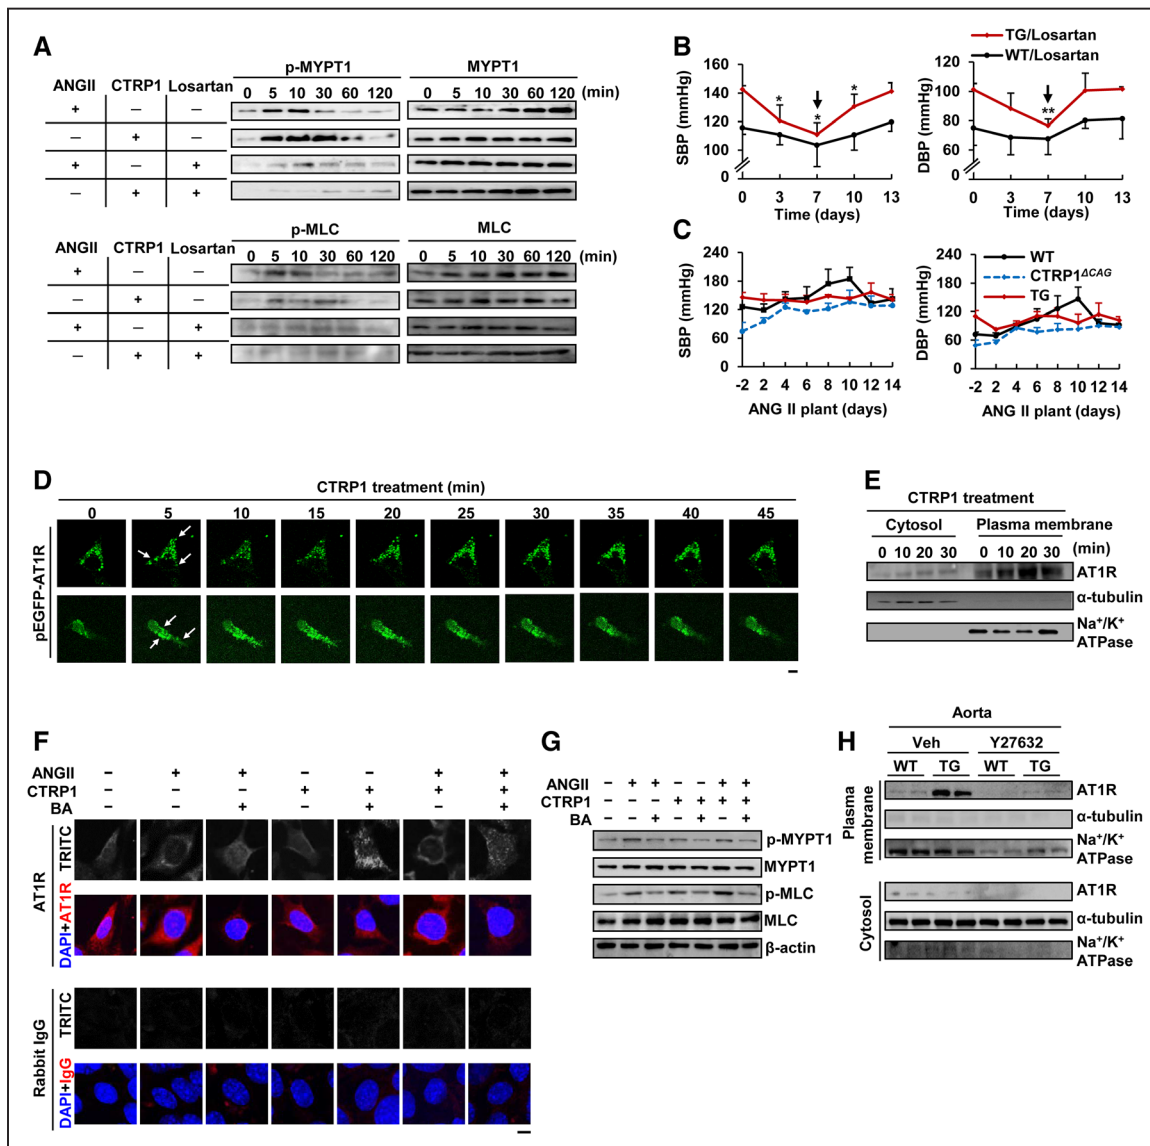 A
p-MYPT1
MYPT1
ANGII CTRP1 Losartan
0 5 10 30 60 120
0 5 10 30 60 120 (min)
+ − −
− + −
+ − +
− + +
p-MLC
MLC
ANGII CTRP1 Losartan
0 5 10 30 60 120
0 5 10 30 60 120 (min)
+ − −
− + −
+ − +
− + +
B
TG/Losartan
WT/Losartan
SBP (mmHg)
160
140
120
100
0
* * *
0 3 7 10 13
Time (days)
DBP (mmHg)
120
100
80
60
0
**
0 3 7 10 13
Time (days)
C
WT
CTRP1ΔCAG
TG
SBP (mmHg)
240
180
120
60
0
-2 2 4 6 8 10 12 14
ANG II plant (days)
DBP (mmHg)
240
180
120
60
0
-2 2 4 6 8 10 12 14
ANG II plant (days)
D
CTRP1 treatment (min)
0 5 10 15 20 25 30 35 40 45
pEGFP-AT1R
E
CTRP1 treatment
Cytosol Plasma membrane
0 10 20 30 0 10 20 30 (min)
AT1R
α-tubulin
Na⁺/K⁺
ATPase
F
ANGII − + + − − + +
CTRP1 − − − + + + +
BA − − + − + − +
AT1R
TRITC
DAPI+AT1R
Rabbit IgG
TRITC
DAPI+IgG
G
ANGII − + + − − + +
CTRP1 − − − + + + +
BA − − + − + − +
p-MYPT1
MYPT1
p-MLC
MLC
β-actin
H
Aorta
Veh Y27632
WT TG WT TG
Plasma
membrane
AT1R
α-tubulin
Na⁺/K⁺
ATPase
Cytosol
AT1R
α-tubulin
Na⁺/K⁺
ATPase